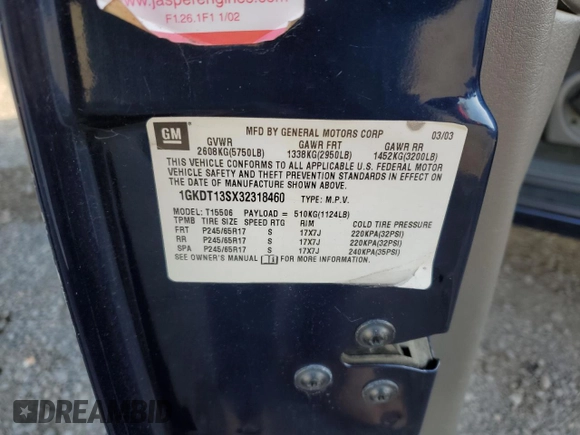 www.jasperengines.com
F1.26.1F1 1/02
GM
MFD BY GENERAL MOTORS CORP 03/03
GVWR GAWR FRT GAWR RR
2608KG(5750LB) 1338KG(2950LB) 1452KG(3200LB)
THIS VEHICLE CONFORMS TO ALL APPLICABLE U.S. FEDERAL MOTOR
VEHICLE SAFETY AND THEFT PREVENTION STANDARDS IN EFFECT ON
THE DATE OF MANUFACTURE SHOWN ABOVE.
1GKDT13SX32318460 TYPE: M.P.V.
MODEL: T15506 PAYLOAD = 510KG(1124LB)
TPMB TIRE SIZE SPEED RTG RIM COLD TIRE PRESSURE
FRT P245/65R17 S 17X7J 220KPA(32PSI)
RR P245/65R17 S 17X7J 220KPA(32PSI)
SPA P245/65R17 S 17X7J 240KPA(35PSI)
SEE OWNER'S MANUAL FOR MORE INFORMATION
DREAMBID